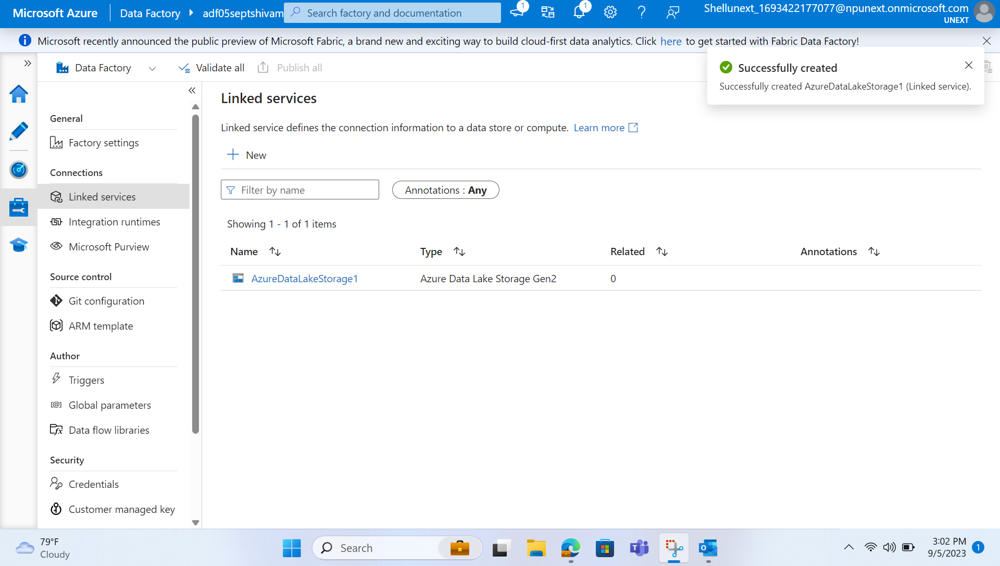 Microsoft Azure
Data Factory
adf05septshivam
Search factory and documentation
1
1
Shellunext_1693422177077@npunext.onmicrosoft.com
UNEXT
Microsoft recently announced the public preview of Microsoft Fabric, a brand new and exciting way to build cloud-first data analytics. Click here to get started with Fabric Data Factory!
Data Factory
Validate all
Publish all
Successfully created
Successfully created AzureDataLakeStorage1 (Linked service).
General
Factory settings
Connections
Linked services
Integration runtimes
Microsoft Purview
Source control
Git configuration
ARM template
Author
Triggers
Global parameters
Data flow libraries
Security
Credentials
Customer managed key
Linked services
Linked service defines the connection information to a data store or compute. Learn more
New
Filter by name
Annotations : Any
Showing 1 - 1 of 1 items
Name Type Related Annotations
AzureDataLakeStorage1 Azure Data Lake Storage Gen2 0
79°F
Cloudy
Search
3:02 PM
9/5/2023
1